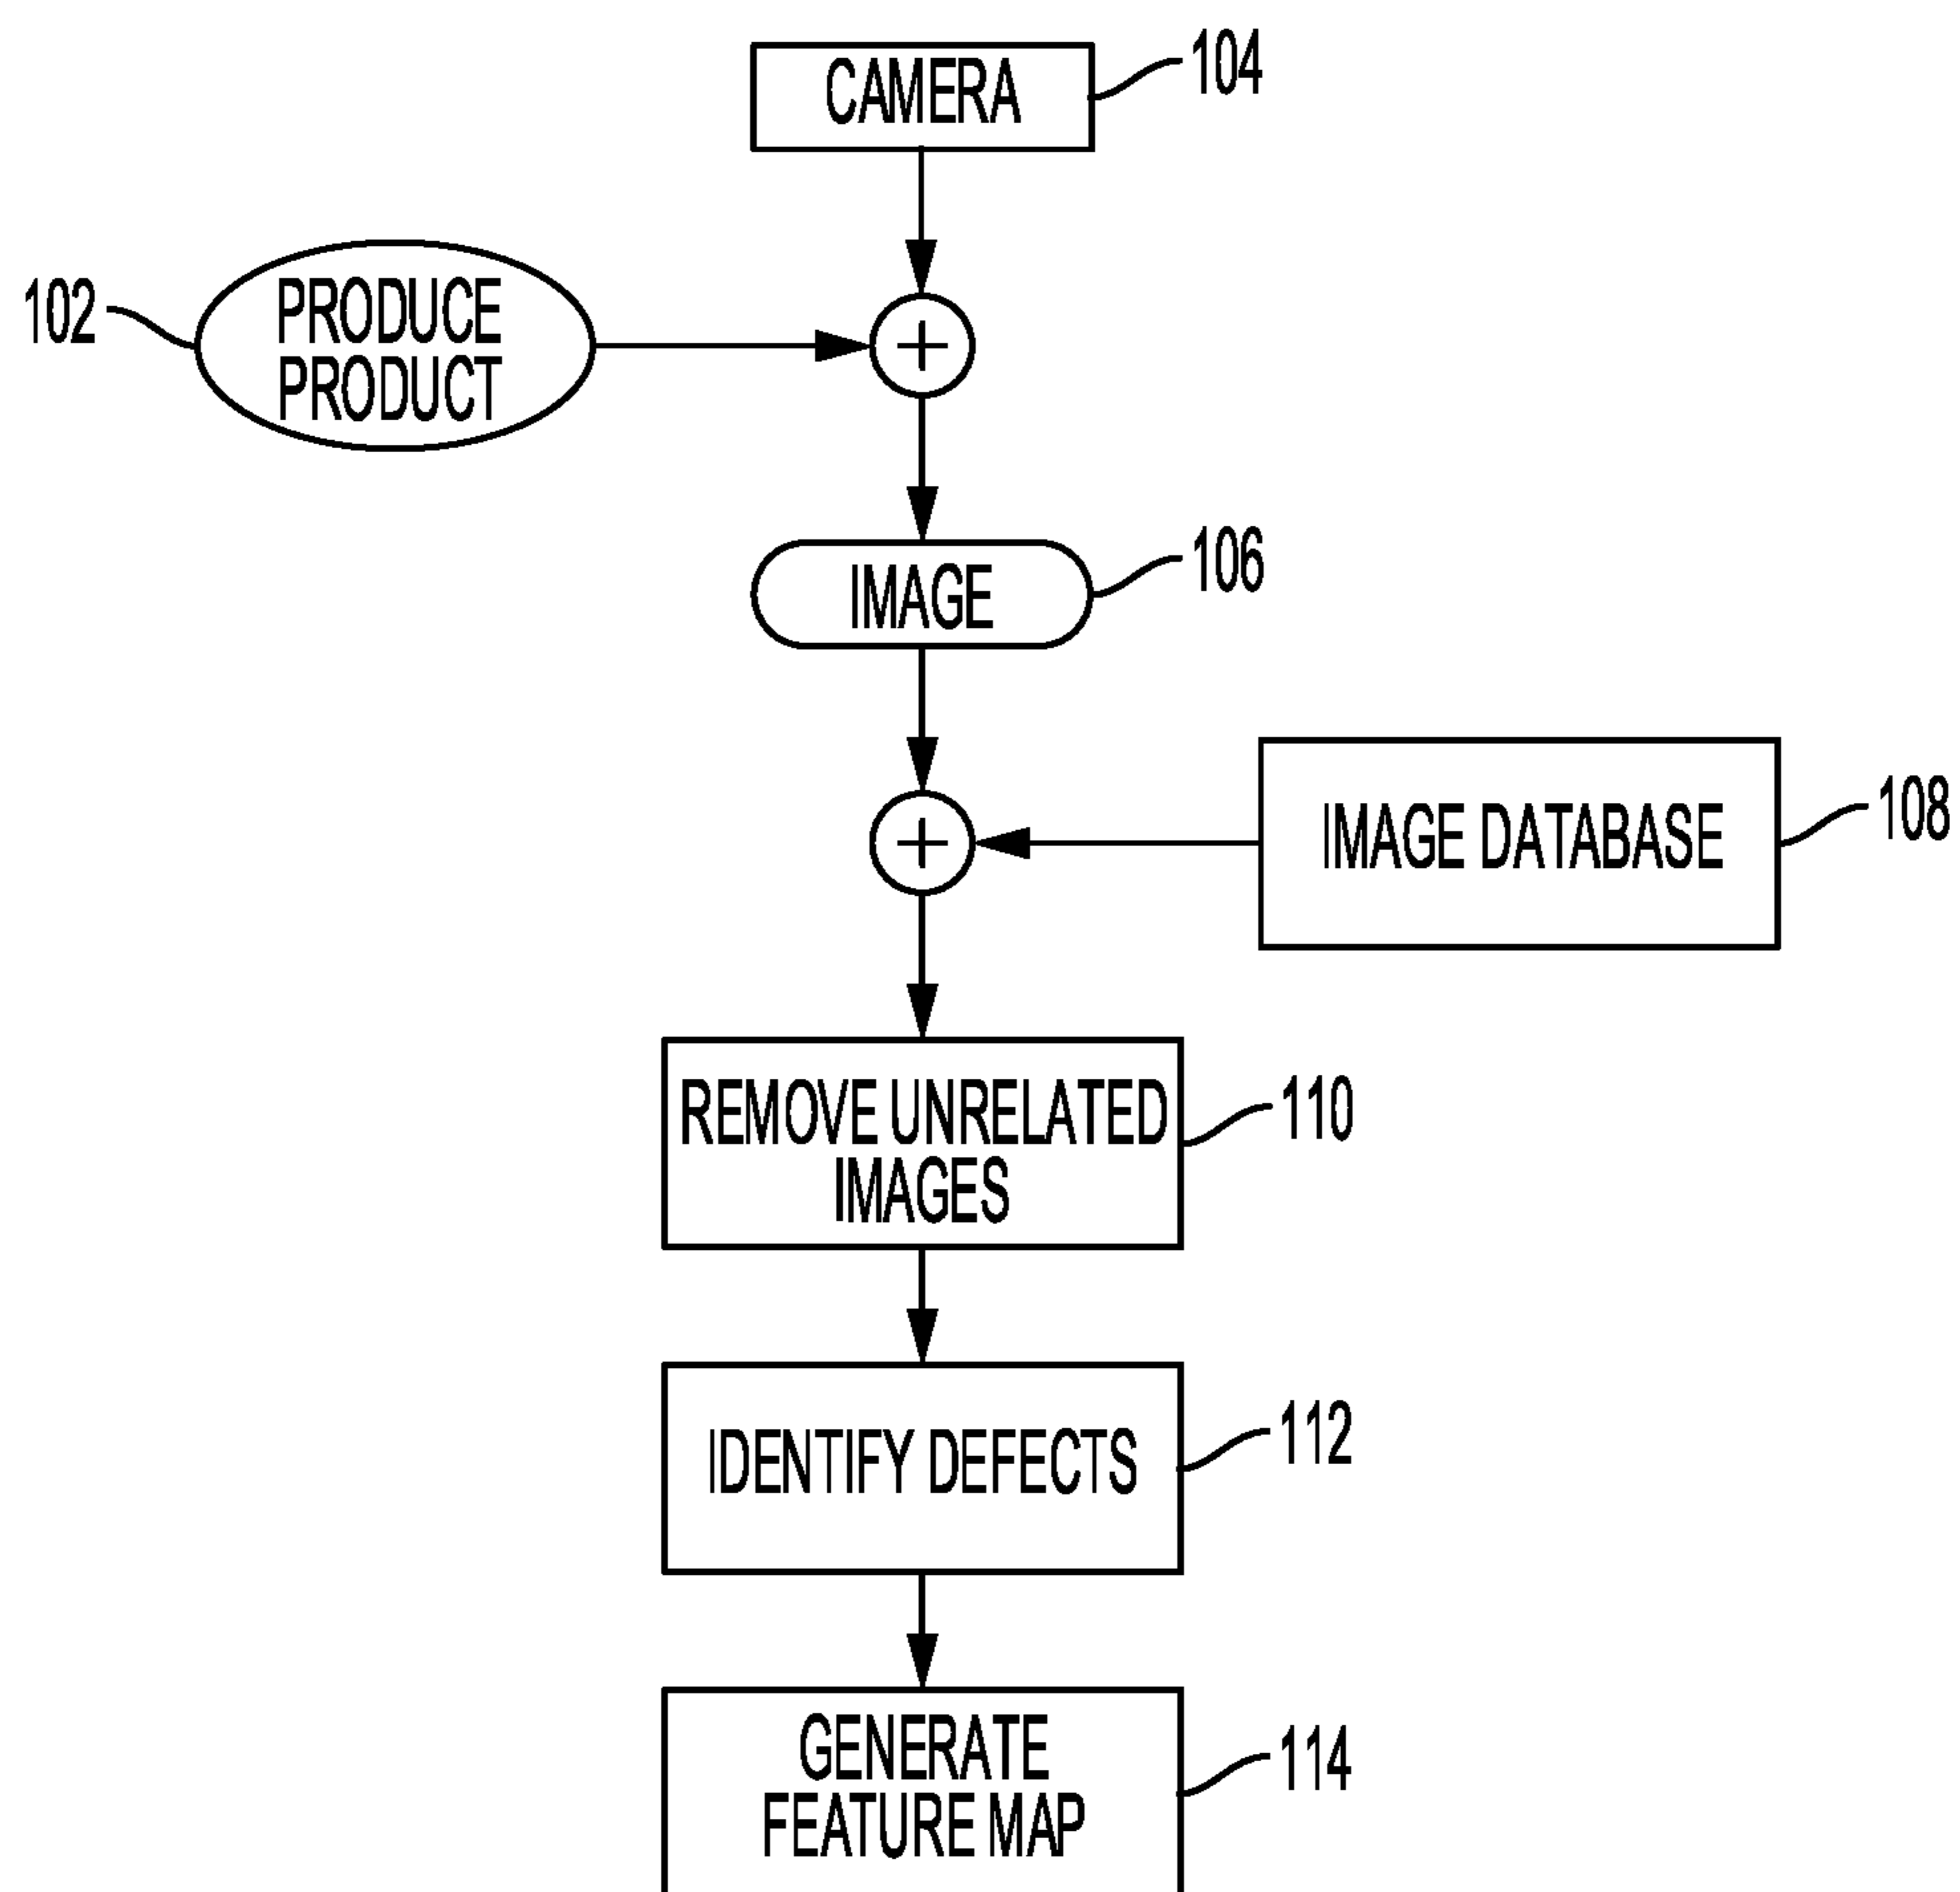 CAMERA
104
102
PRODUCE
PRODUCT
+
IMAGE
106
+
IMAGE DATABASE
108
REMOVE UNRELATED
IMAGES
110
IDENTIFY DEFECTS
112
GENERATE
FEATURE MAP
114